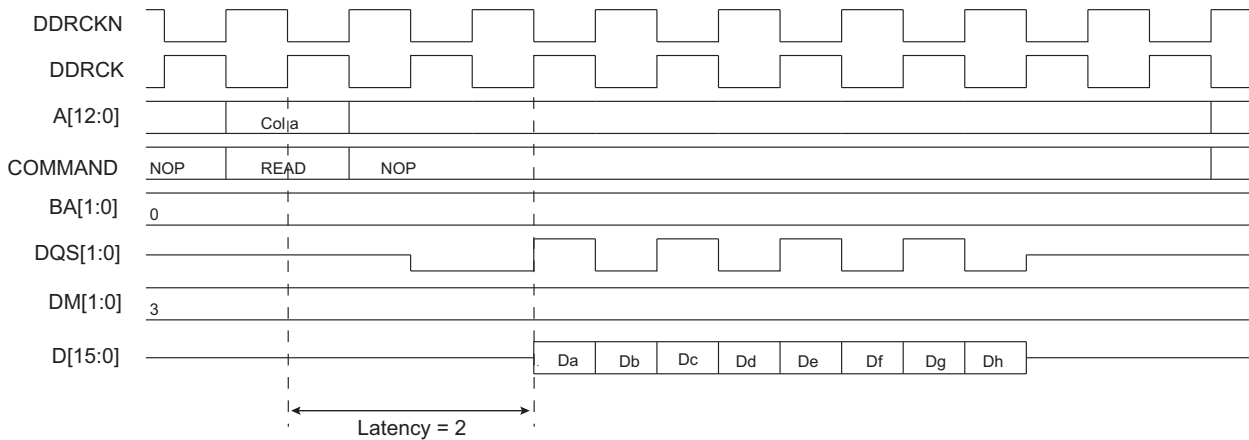 DDRCKN
DDRCK
A[12:0] Col a
COMMAND NOP READ NOP
BA[1:0] 0
DQS[1:0]
DM[1:0] 3
D[15:0] Da Db Dc Dd De Df Dg Dh
Latency = 2